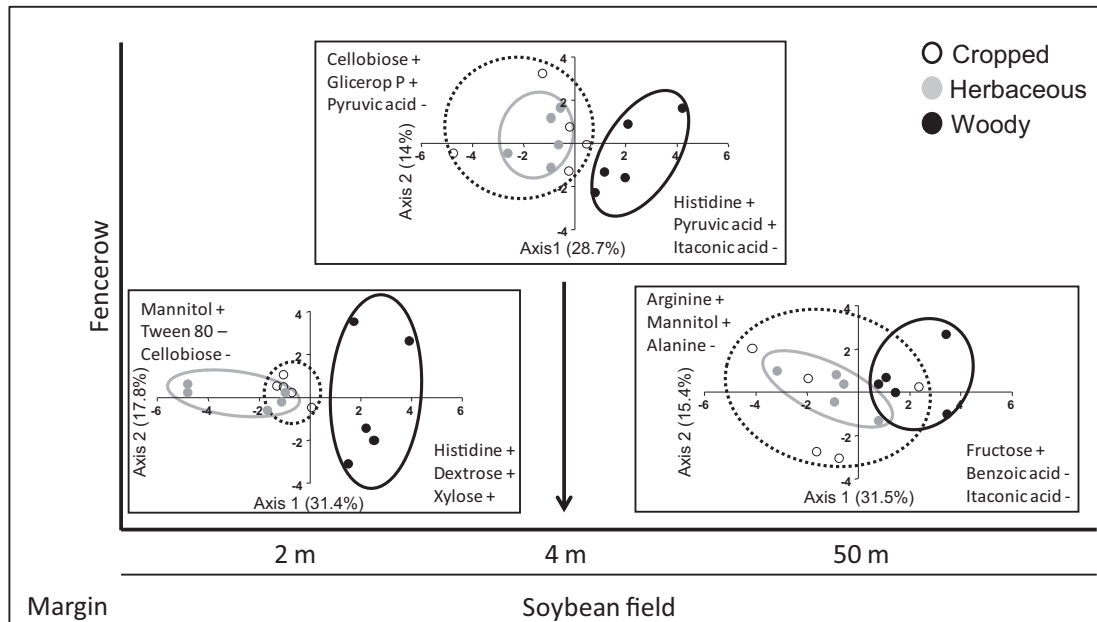 Cropped
Herbaceous
Woody
Cellobiose +
Glicerop P +
Pyruvic acid -
4
2
-6
-4
-2
2
4
6
-2
-4
Axis 2 (14%)
Axis1 (28.7%)
Histidine +
Pyruvic acid +
Itaconic acid -
Fencerow
Mannitol +
Tween 80 –
Cellobiose -
4
2
-6
-4
-2
2
4
6
-2
-4
Axis 2 (17.8%)
Axis 1 (31.4%)
Histidine +
Dextrose +
Xylose +
Arginine +
Mannitol +
Alanine -
4
2
-6
-4
-2
2
4
6
-2
-4
Axis 2 (15.4%)
Axis 1 (31.5%)
Fructose +
Benzoic acid -
Itaconic acid -
2 m
4 m
50 m
Margin
Soybean field